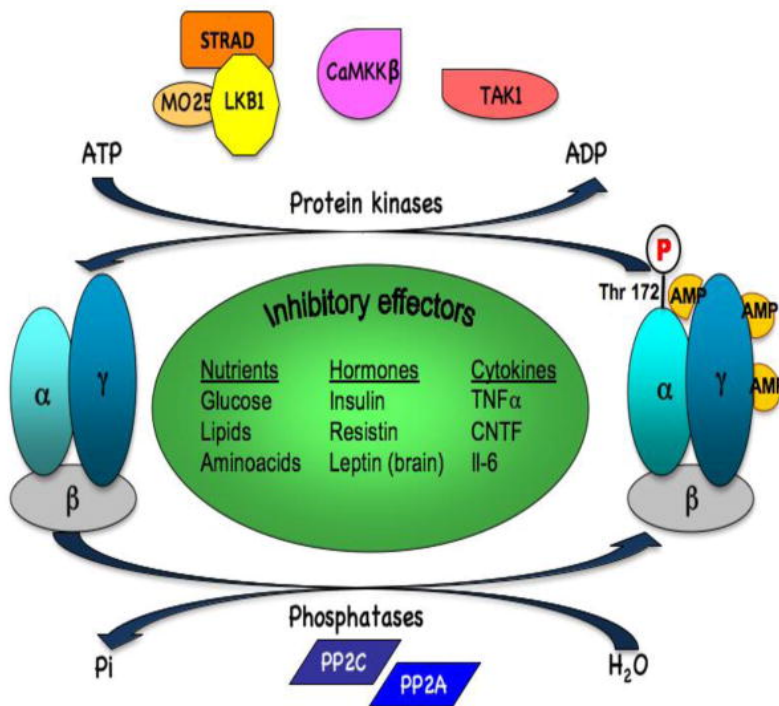 STRAD
MO25
LKB1
CaMKKβ
TAK1
ATP
ADP
Protein kinases
P
Thr 172
AMP
AMP
AM
α
γ
β
Inhibitory effectors
Nutrients Hormones Cytokines
Glucose Insulin TNFα
Lipids Resistin CNTF
Aminoacids Leptin (brain) Il-6
α
γ
β
Phosphatases
Pi
PP2C
PP2A
H₂O